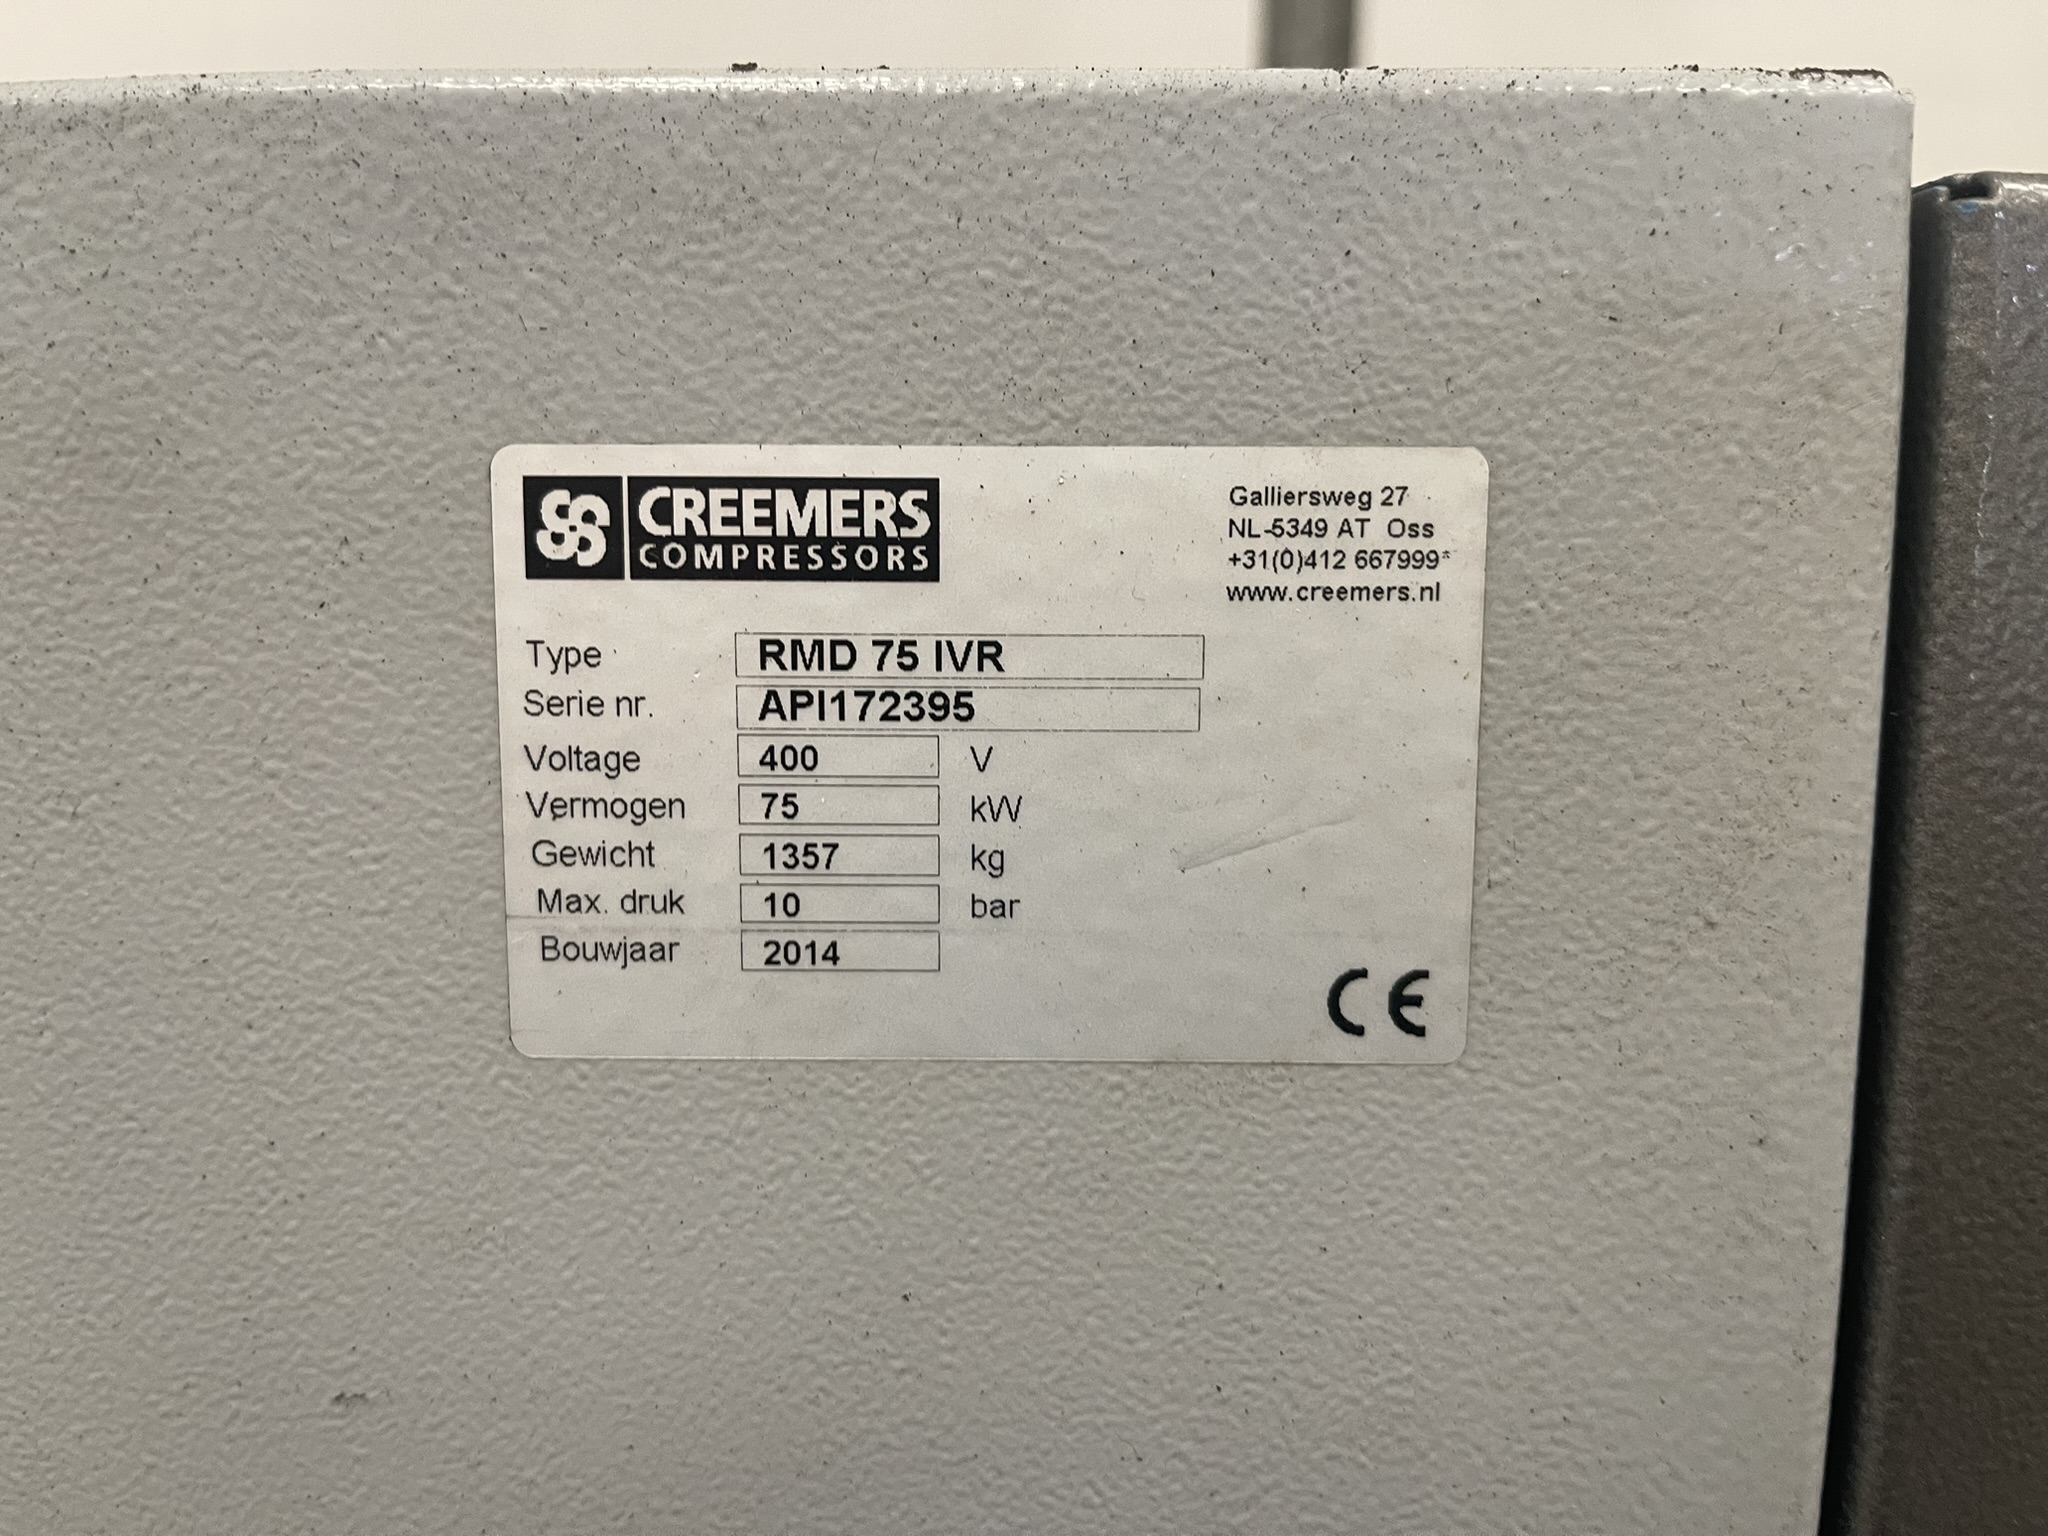 CREEMERS
COMPRESSORS
Galliersweg 27
NL-5349 AT Oss
+31(0)412 667999*
www.creemers.nl
Type RMD 75 IVR
Serie nr. API172395
Voltage 400 V
Vermogen 75 kW
Gewicht 1357 kg
Max. druk 10 bar
Bouwjaar 2014
CE